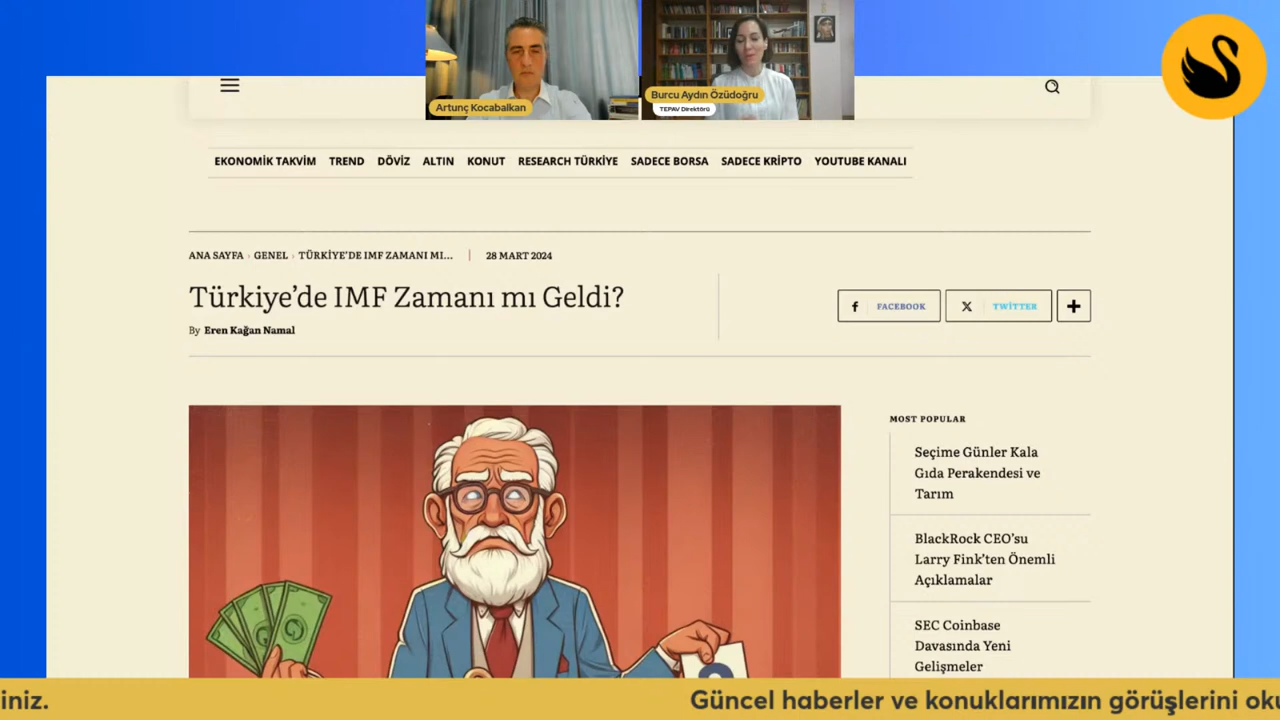 Artunç Kocabalkan
Burcu Aydın Özüdoğru
TEPAV Direktörü
EKONOMİK TAKVİM TREND DÖVİZ ALTIN KONUT RESEARCH TÜRKİYE SADECE BORSA SADECE KRİPTO YOUTUBE KANALI
ANA SAYFA › GENEL › TÜRKİYE'DE IMF ZAMANI MI... | 28 MART 2024
Türkiye'de IMF Zamanı mı Geldi?
By Eren Kağan Namal
FACEBOOK
TWİTTER
MOST POPULAR
Seçime Günler Kala
Gıda Perakendesi ve
Tarım
BlackRock CEO'su
Larry Fink'ten Önemli
Açıklamalar
SEC Coinbase
Davasında Yeni
Gelişmeler
iniz. Güncel haberler ve konuklarımızın görüşlerini oku